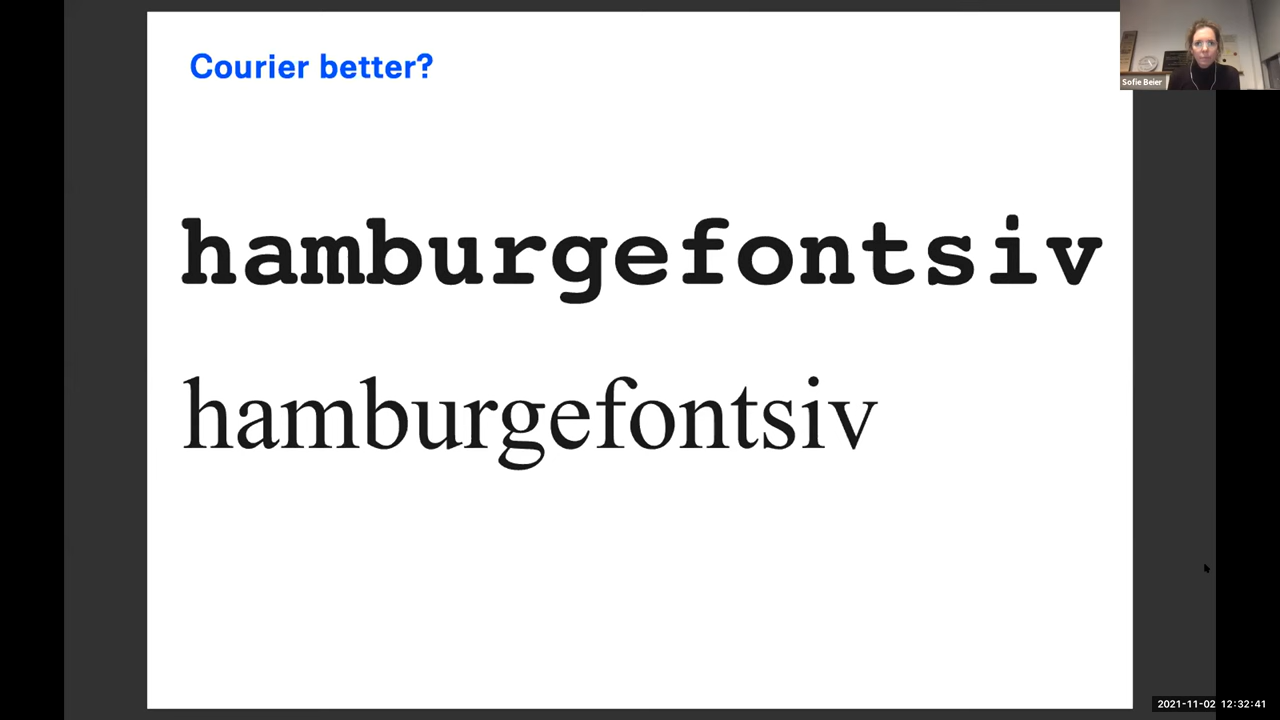 Courier better?
Sofie Beier
hamburgefontsiv
hamburgefontsiv
2021-11-02 12:32:41